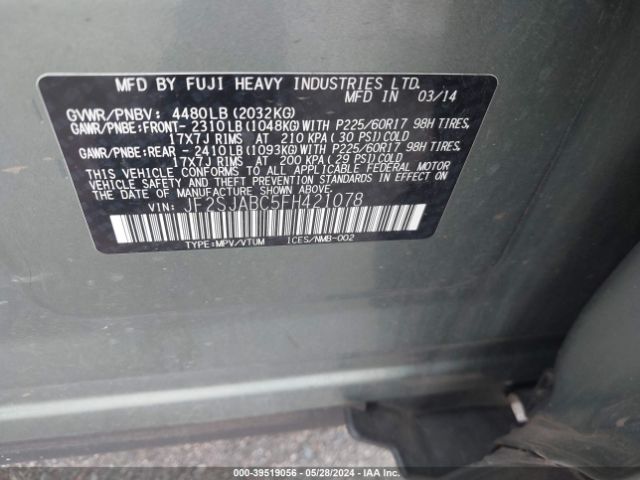 MFD BY FUJI HEAVY INDUSTRIES LTD.
MFD IN 03/14
GVWR/PNBV: 4480LB (2032KG)
GAWR/PNBE:FRONT- 2310LB (1048KG)WITH P225/60R17 98H TIRES,
17X7J RIMS AT 210 KPA (30 PSI)COLD
GAWR/PNBE:REAR - 2410LB (1093KG)WITH P225/60R17 98H TIRES,
17X7J RIMS AT 200 KPA (29 PSI)COLD
THIS VEHICLE CONFORMS TO ALL APPLICABLE FEDERAL MOTOR
VEHICLE SAFETY AND THEFT PREVENTION STANDARDS IN EFFECT
ON THE DATE OF MANUFACTURE SHOWN ABOVE.
VIN: JF2SJABC5FH421078
TYPE:MPV/VTUM ICES/NMB-002
000-39519056 - 05/28/2024 - IAA Inc.